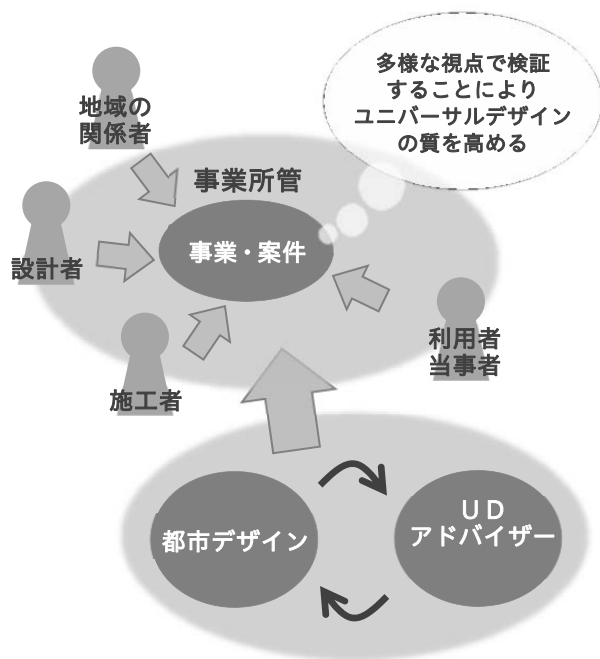 多様な視点で検証
することにより
ユニバーサルデザイン
の質を高める
地域の
関係者
事業所管
事業・案件
設計者
利用者
当事者
施工者
都市デザイン
ＵＤ
アドバイザー